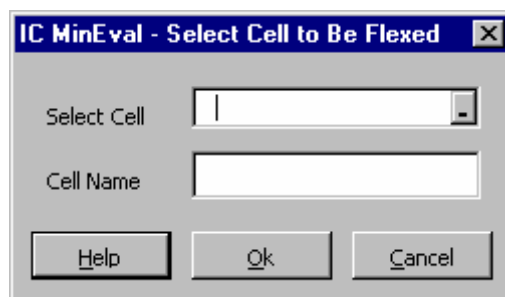 IC MinEval - Select Cell to Be Flexed
Select Cell
Cell Name
Help Ok Cancel